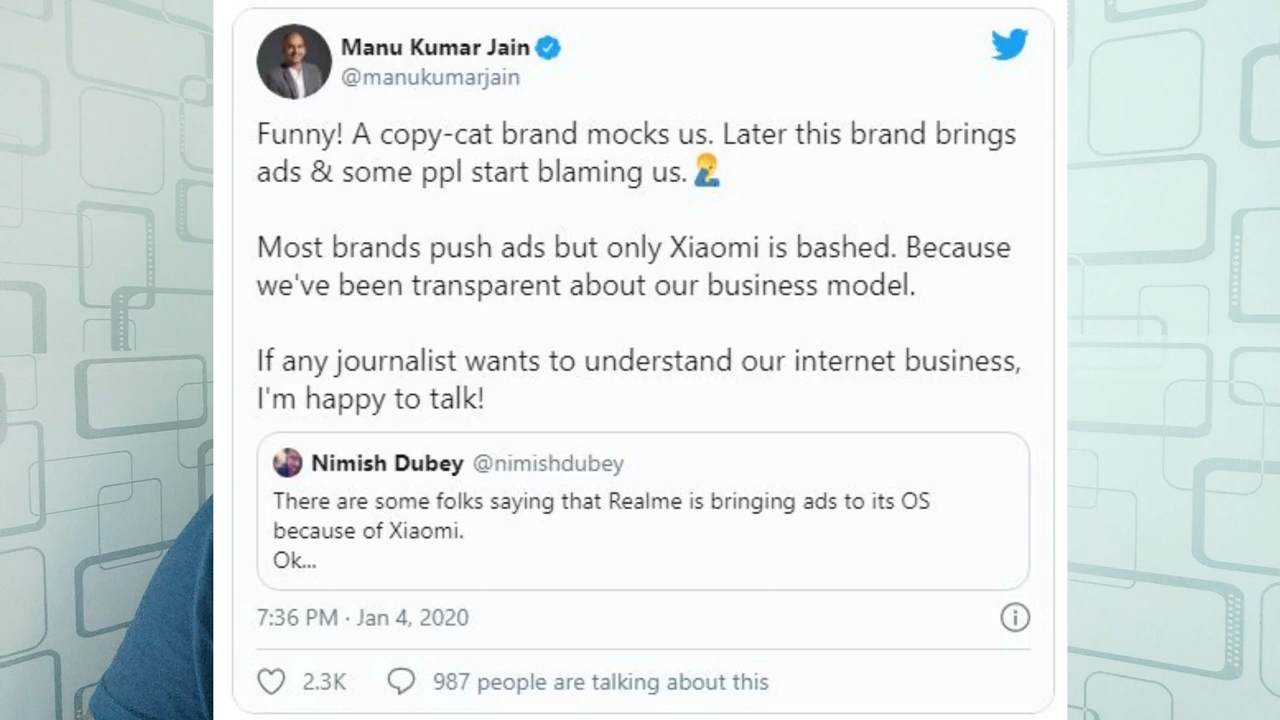 Manu Kumar Jain
@manukumarjain
Funny! A copy-cat brand mocks us. Later this brand brings
ads & some ppl start blaming us. 🤦‍♂️
Most brands push ads but only Xiaomi is bashed. Because
we've been transparent about our business model.
If any journalist wants to understand our internet business,
I'm happy to talk!
Nimish Dubey @nimishdubey
There are some folks saying that Realme is bringing ads to its OS
because of Xiaomi.
Ok...
7:36 PM · Jan 4, 2020
2.3K 987 people are talking about this